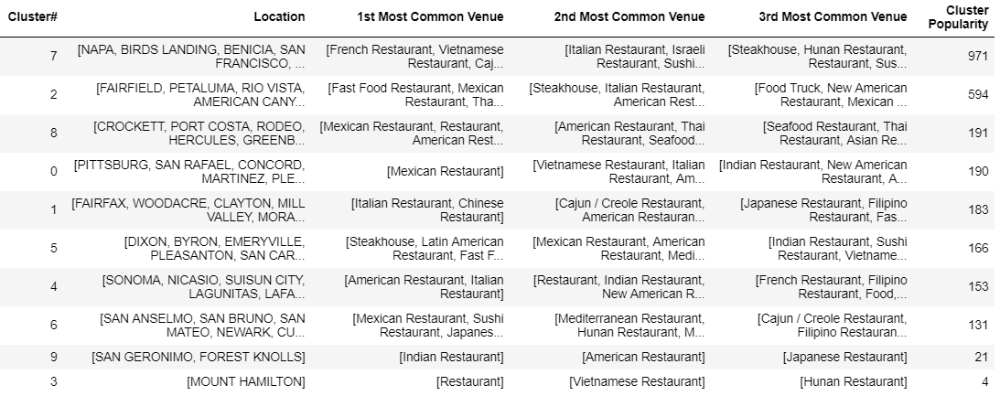 Cluster# Location 1st Most Common Venue 2nd Most Common Venue 3rd Most Common Venue Cluster Popularity
7 [NAPA, BIRDS LANDING, BENICIA, SAN FRANCISCO, ... [French Restaurant, Vietnamese Restaurant, Caj... [Italian Restaurant, Israeli Restaurant, Sushi... [Steakhouse, Hunan Restaurant, Restaurant, Sus... 971
2 [FAIRFIELD, PETALUMA, RIO VISTA, AMERICAN CANY... [Fast Food Restaurant, Mexican Restaurant, Tha... [Steakhouse, Italian Restaurant, American Rest... [Food Truck, New American Restaurant, Mexican ... 594
8 [CROCKETT, PORT COSTA, RODEO, HERCULES, GREENB... [Mexican Restaurant, Restaurant, American Rest... [American Restaurant, Thai Restaurant, Seafood... [Seafood Restaurant, Thai Restaurant, Asian Re... 191
0 [PITTSBURG, SAN RAFAEL, CONCORD, MARTINEZ, PLE... [Mexican Restaurant] [Vietnamese Restaurant, Italian Restaurant, Am... [Indian Restaurant, New American Restaurant, A... 190
1 [FAIRFAX, WOODACRE, CLAYTON, MILL VALLEY, MORA... [Italian Restaurant, Chinese Restaurant] [Cajun / Creole Restaurant, American Restauran... [Japanese Restaurant, Filipino Restaurant, Fas... 183
5 [DIXON, BYRON, EMERYVILLE, PLEASANTON, SAN CAR... [Steakhouse, Latin American Restaurant, Fast F... [Mexican Restaurant, American Restaurant, Medi... [Indian Restaurant, Sushi Restaurant, Vietname... 166
4 [SONOMA, NICASIO, SUISUN CITY, LAGUNITAS, LAFA... [American Restaurant, Italian Restaurant] [Restaurant, Indian Restaurant, New American R... [French Restaurant, Filipino Restaurant, Food,... 153
6 [SAN ANSELMO, SAN BRUNO, SAN MATEO, NEWARK, CU... [Mexican Restaurant, Sushi Restaurant, Japanes... [Mediterranean Restaurant, Hunan Restaurant, M... [Cajun / Creole Restaurant, Filipino Restauran... 131
9 [SAN GERONIMO, FOREST KNOLLS] [Indian Restaurant] [American Restaurant] [Japanese Restaurant] 21
3 [MOUNT HAMILTON] [Restaurant] [Vietnamese Restaurant] [Hunan Restaurant] 4